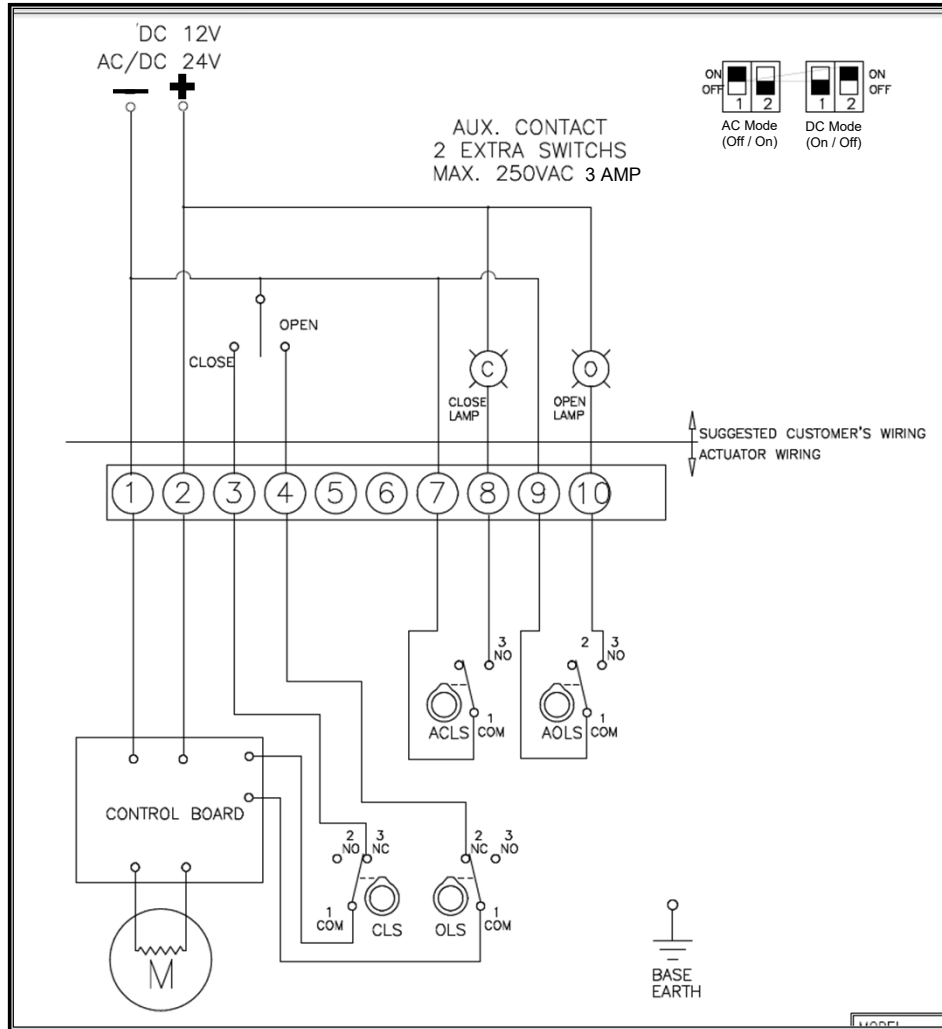 DC 12V
AC/DC 24V
AUX. CONTACT
2 EXTRA SWITCHS
MAX. 250VAC 3 AMP
ON
OFF
1 2
AC Mode
(Off / On)
ON
OFF
1 2
DC Mode
(On / Off)
OPEN
CLOSE
C
CLOSE
LAMP
O
OPEN
LAMP
SUGGESTED CUSTOMER'S WIRING
ACTUATOR WIRING
1 2 3 4 5 6 7 8 9 10
3
NO
ACLS
1
COM
2
3
NO
AOLS
1
COM
CONTROL BOARD
M
2
NO
3
NC
1
COM
CLS
2
NC
3
NO
OLS
1
COM
BASE
EARTH